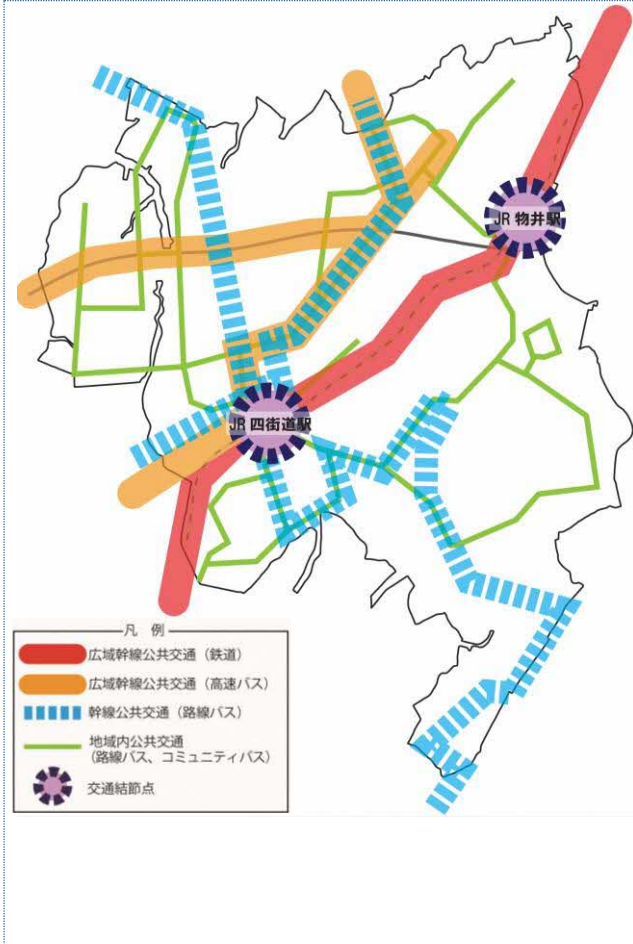 JR 物井駅
JR 四街道駅
凡 例
広域幹線公共交通（鉄道）
広域幹線公共交通（高速バス）
幹線公共交通（路線バス）
地域内公共交通
（路線バス、コミュニティバス）
交通結節点